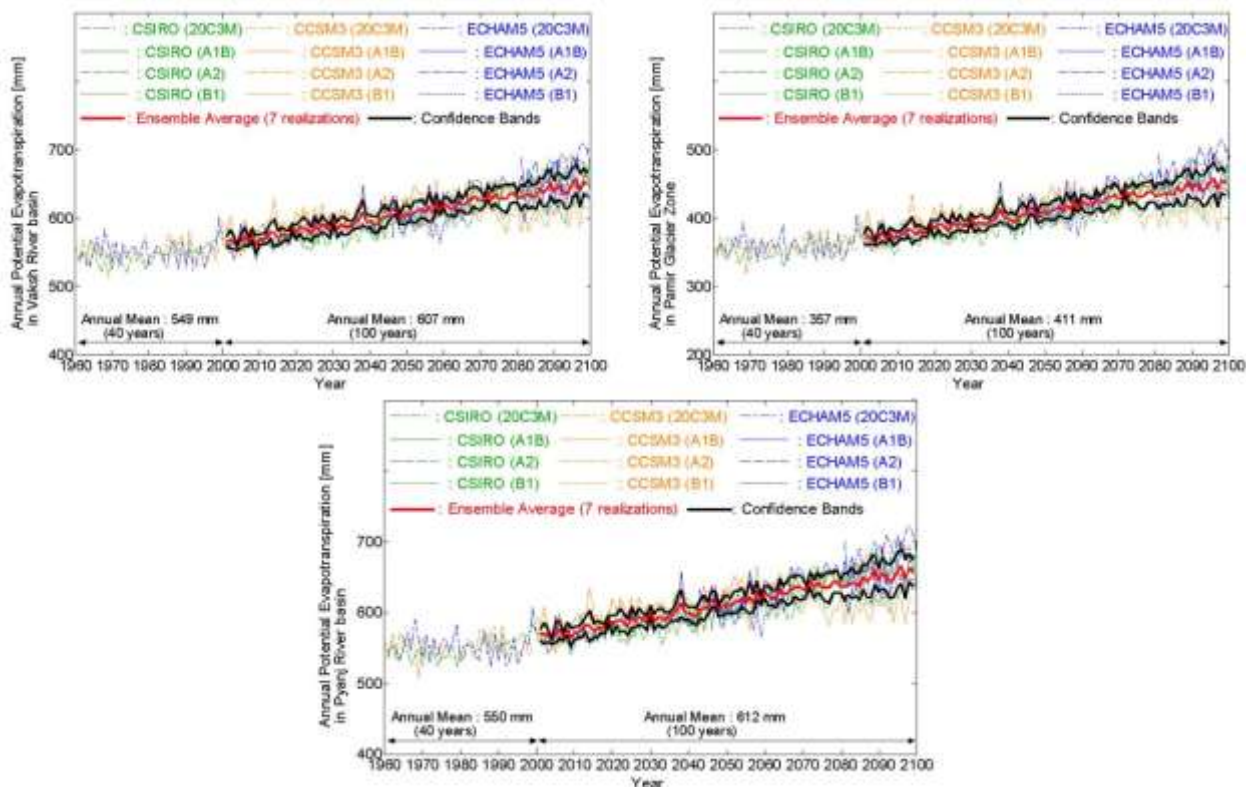 : CSIRO (20C3M) : CCSM3 (20C3M) : ECHAM5 (20C3M)
: CSIRO (A1B) : CCSM3 (A1B) : ECHAM5 (A1B)
: CSIRO (A2) : CCSM3 (A2) : ECHAM5 (A2)
: CSIRO (B1) : CCSM3 (B1) : ECHAM5 (B1)
: Ensemble Average (7 realizations) : Confidence Bands
Annual Potential Evapotranspiration [mm]
in Vaksh River basin
700
600
500
400
Annual Mean : 549 mm
(40 years)
Annual Mean : 607 mm
(100 years)
1960 1970 1980 1990 2000 2010 2020 2030 2040 2050 2060 2070 2080 2090 2100
Year
: CSIRO (20C3M) : CCSM3 (20C3M) : ECHAM5 (20C3M)
: CSIRO (A1B) : CCSM3 (A1B) : ECHAM5 (A1B)
: CSIRO (A2) : CCSM3 (A2) : ECHAM5 (A2)
: CSIRO (B1) : CCSM3 (B1) : ECHAM5 (B1)
: Ensemble Average (7 realizations) : Confidence Bands
Annual Potential Evapotranspiration [mm]
in Pamir Glacier Zone
500
400
300
200
Annual Mean : 357 mm
(40 years)
Annual Mean : 411 mm
(100 years)
1960 1970 1980 1990 2000 2010 2020 2030 2040 2050 2060 2070 2080 2090 2100
Year
: CSIRO (20C3M) : CCSM3 (20C3M) : ECHAM5 (20C3M)
: CSIRO (A1B) : CCSM3 (A1B) : ECHAM5 (A1B)
: CSIRO (A2) : CCSM3 (A2) : ECHAM5 (A2)
: CSIRO (B1) : CCSM3 (B1) : ECHAM5 (B1)
: Ensemble Average (7 realizations) : Confidence Bands
Annual Potential Evapotranspiration [mm]
in Pyanj River basin
700
600
500
400
Annual Mean : 550 mm
(40 years)
Annual Mean : 612 mm
(100 years)
1960 1970 1980 1990 2000 2010 2020 2030 2040 2050 2060 2070 2080 2090 2100
Year